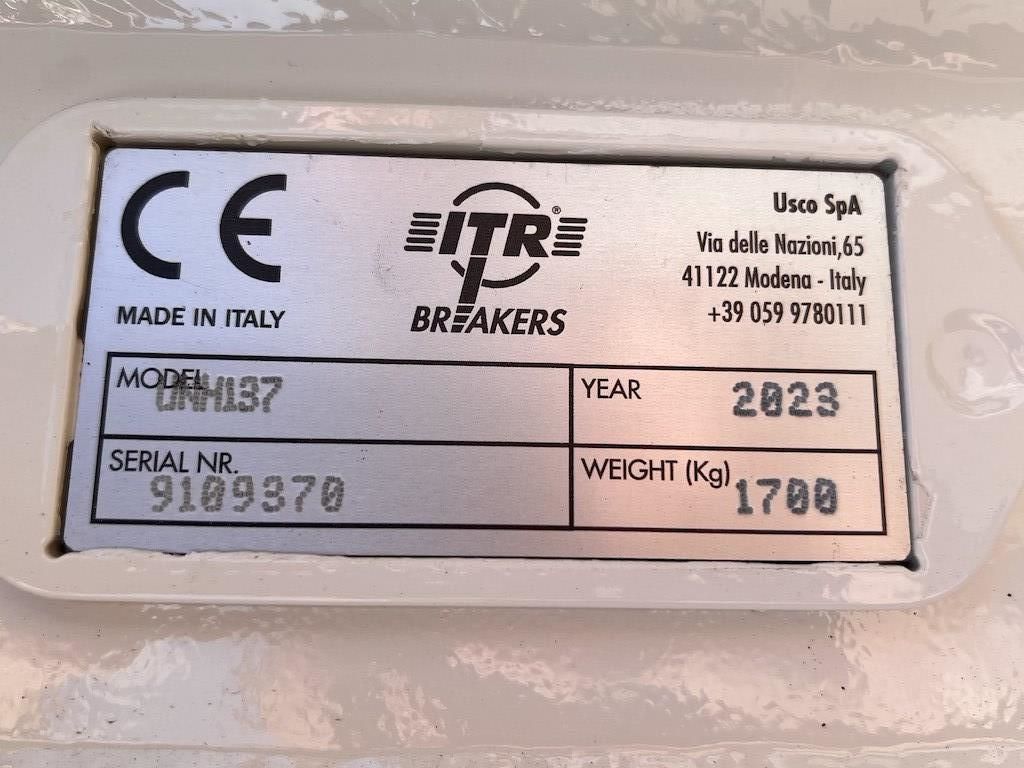 CE
MADE IN ITALY
ITR®
BREAKERS
Usco SpA
Via delle Nazioni,65
41122 Modena - Italy
+39 059 9780111
MODEL UNH137
YEAR 2023
SERIAL NR. 9109370
WEIGHT (Kg) 1700